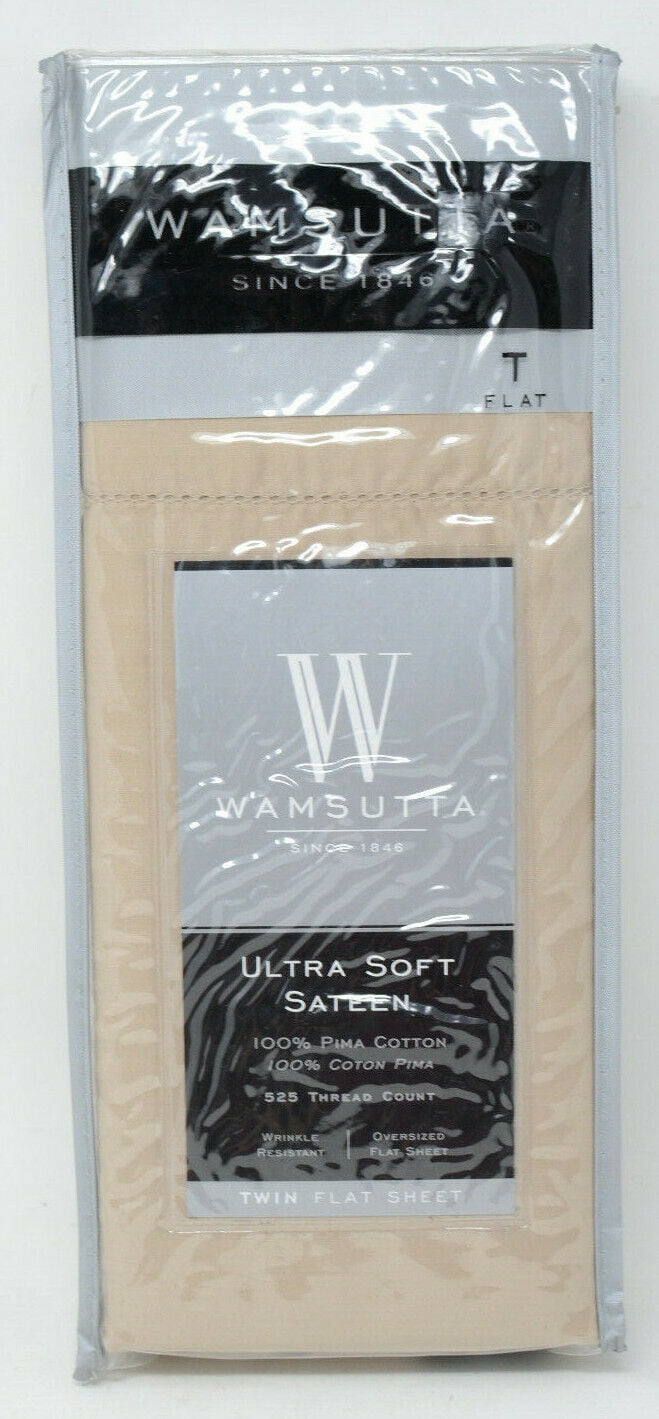 WAMSUTTA
SINCE 1846
T
FLAT
W
WAMSUTTA
SINCE 1846
ULTRA SOFT
SATEEN
100% PIMA COTTON
100% COTON PIMA
525 THREAD COUNT
WRINKLE
RESISTANT
OVERSIZED
FLAT SHEET
TWIN FLAT SHEET